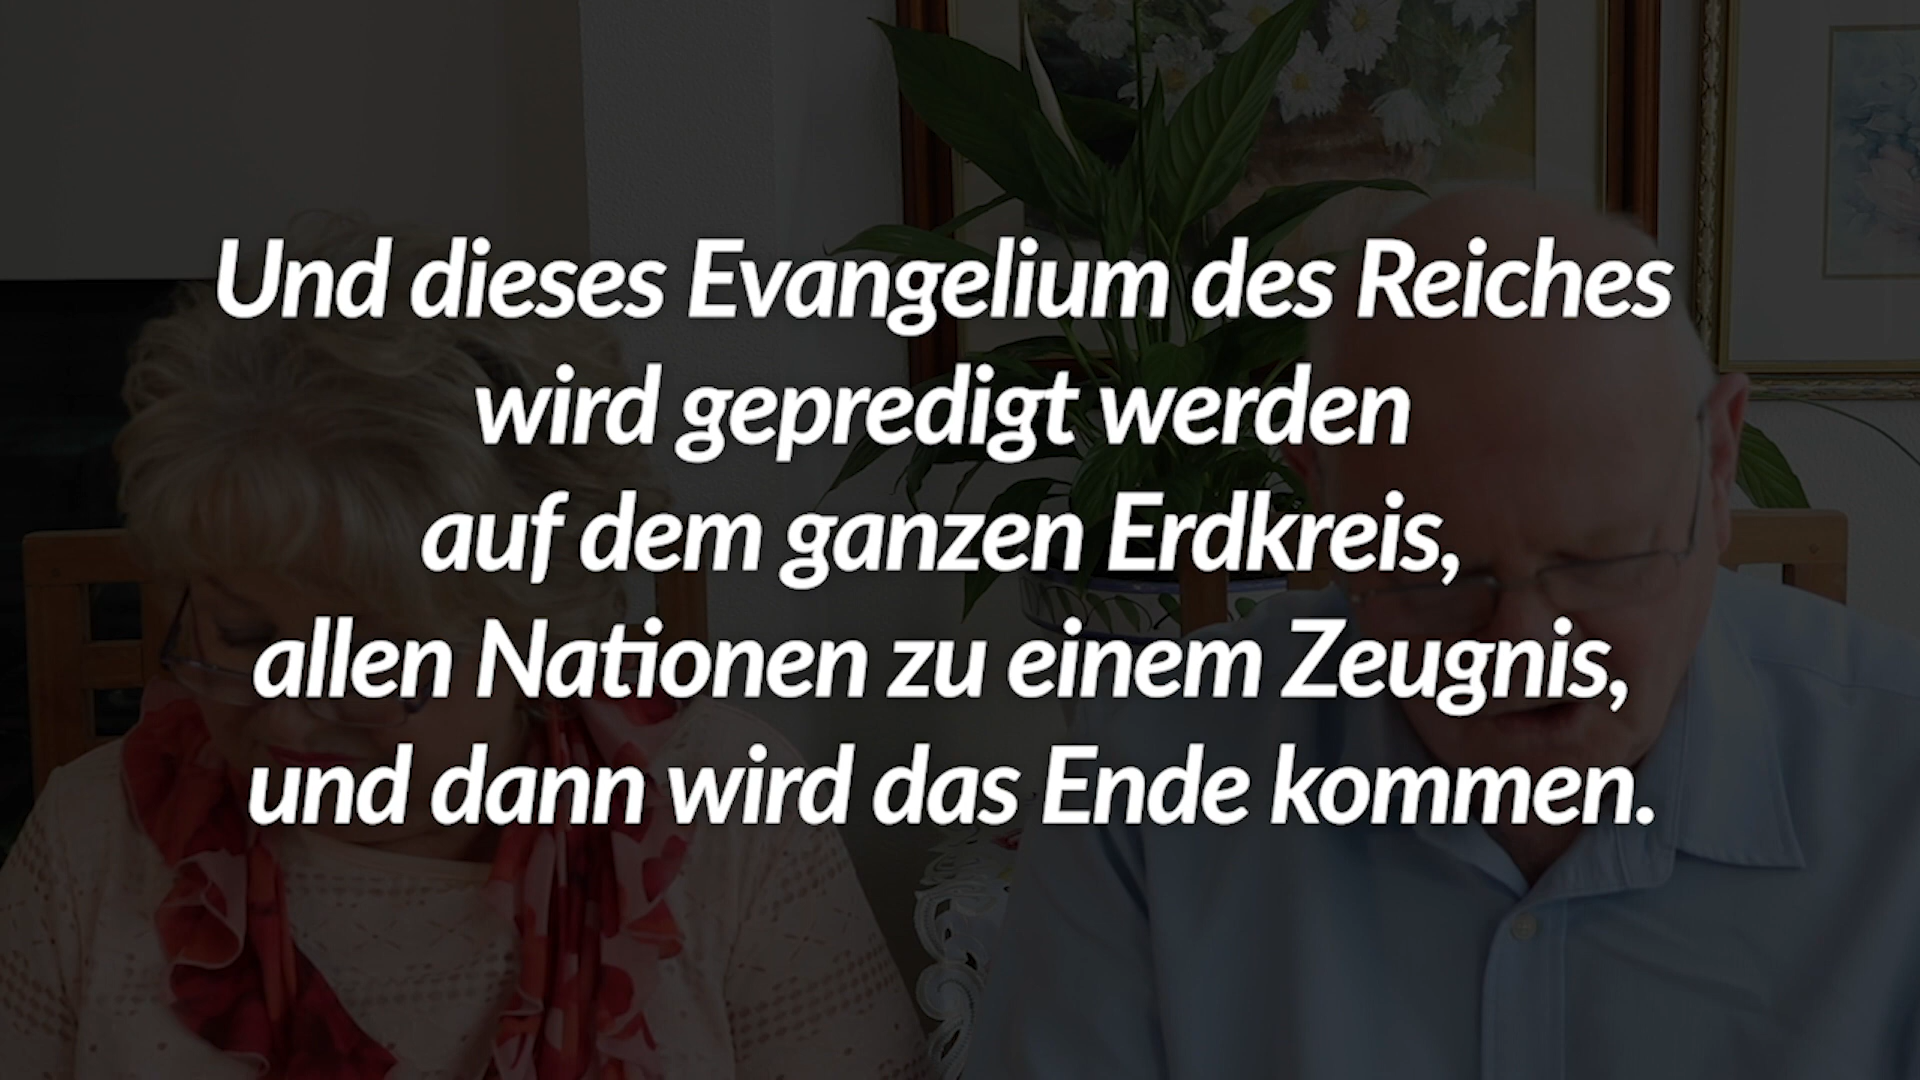 Und dieses Evangelium des Reiches
wird gepredigt werden
auf dem ganzen Erdkreis,
allen Nationen zu einem Zeugnis,
und dann wird das Ende kommen.